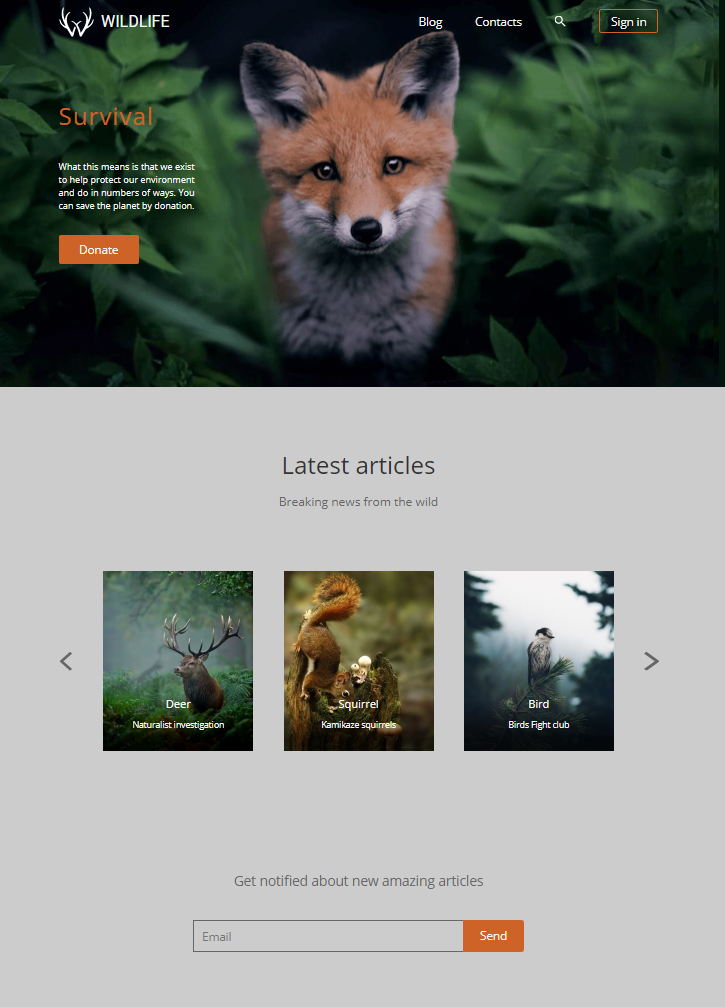 WILDLIFE
Blog
Contacts
Sign in
Survival
What this means is that we exist
to help protect our environment
and do in numbers of ways. You
can save the planet by donation.
Donate
Latest articles
Breaking news from the wild
Deer
Naturalist investigation
Squirrel
Kamikaze squirrels
Bird
Birds Fight club
Get notified about new amazing articles
Email
Send